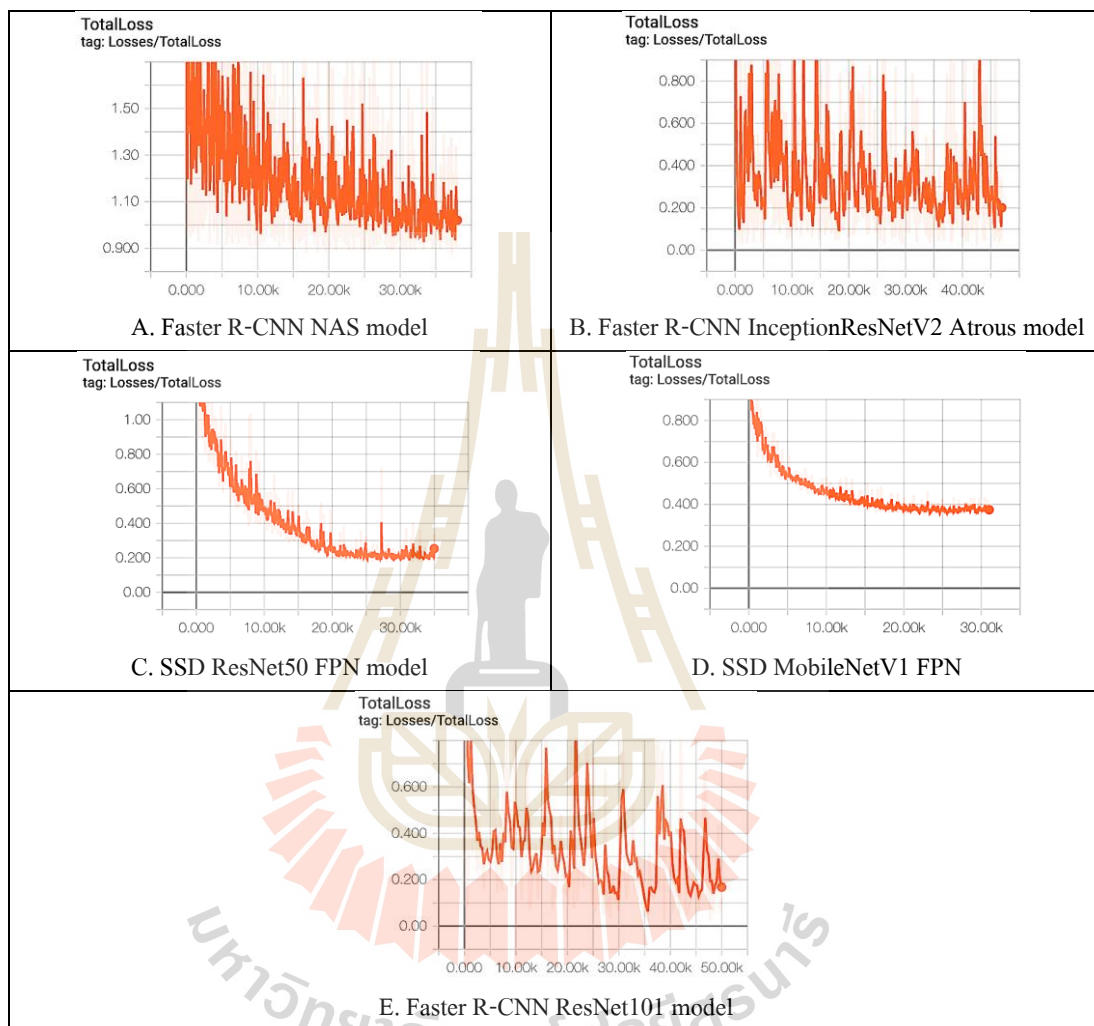 TotalLoss
tag: Losses/TotalLoss
1.50
1.30
1.10
0.900
0.000 10.00k 20.00k 30.00k
A. Faster R-CNN NAS model
TotalLoss
tag: Losses/TotalLoss
0.800
0.600
0.400
0.200
0.00
0.000 10.00k 20.00k 30.00k 40.00k
B. Faster R-CNN InceptionResNetV2 Atrous model
TotalLoss
tag: Losses/TotalLoss
1.00
0.800
0.600
0.400
0.200
0.00
0.000 10.00k 20.00k 30.00k
C. SSD ResNet50 FPN model
TotalLoss
tag: Losses/TotalLoss
0.800
0.600
0.400
0.200
0.00
0.000 10.00k 20.00k 30.00k
D. SSD MobileNetV1 FPN
TotalLoss
tag: Losses/TotalLoss
0.600
0.400
0.200
0.00
0.000 10.00k 20.00k 30.00k 40.00k 50.00k
E. Faster R-CNN ResNet101 model